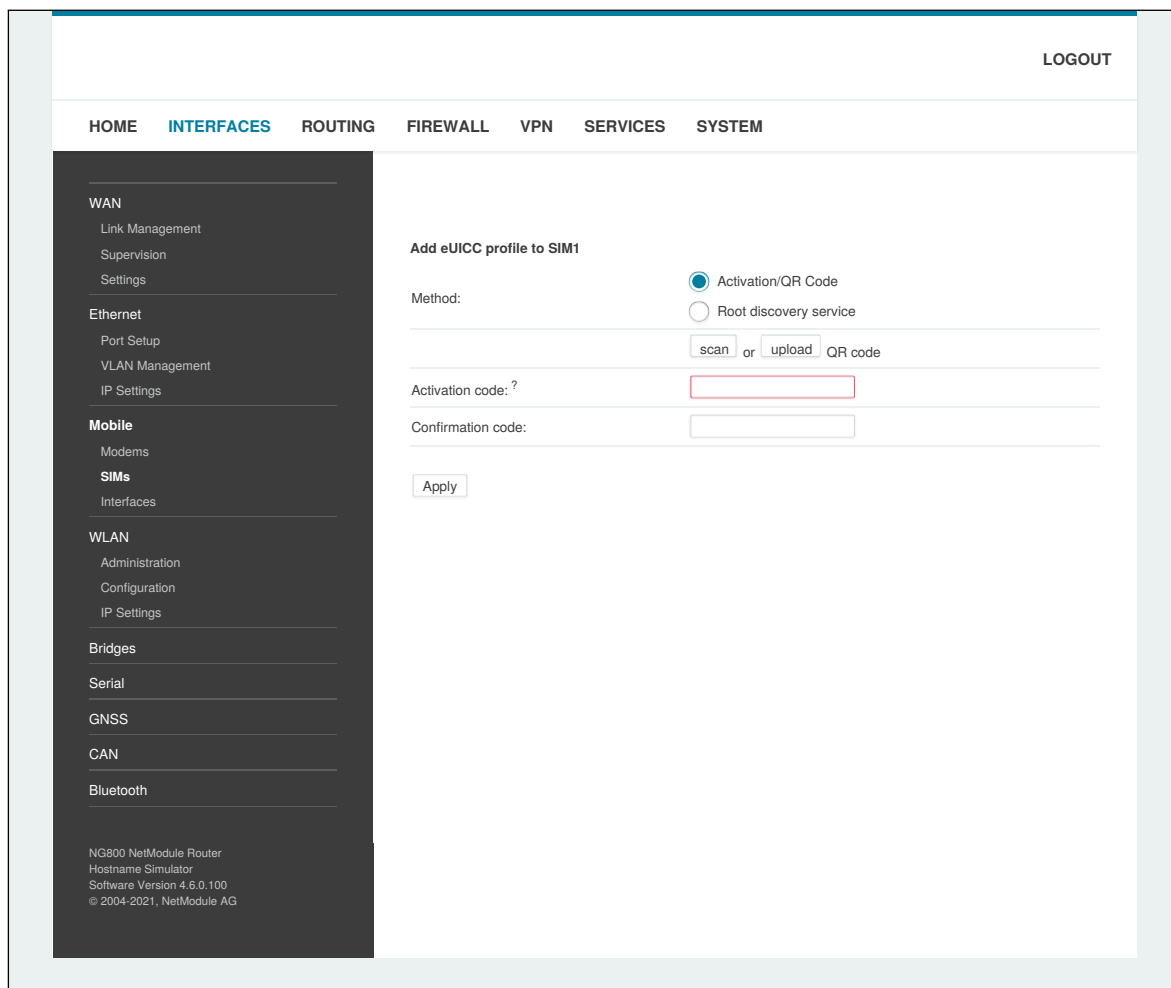 LOGOUT
HOME INTERFACES ROUTING FIREWALL VPN SERVICES SYSTEM
WAN
Link Management
Supervision
Settings
Ethernet
Port Setup
VLAN Management
IP Settings
Mobile
Modems
SIMs
Interfaces
WLAN
Administration
Configuration
IP Settings
Bridges
Serial
GNSS
CAN
Bluetooth
NG800 NetModule Router
Hostname Simulator
Software Version 4.6.0.100
© 2004-2021, NetModule AG
Add eUICC profile to SIM1
Method:
Activation/QR Code
Root discovery service
scan or upload QR code
Activation code: ?
Confirmation code:
Apply